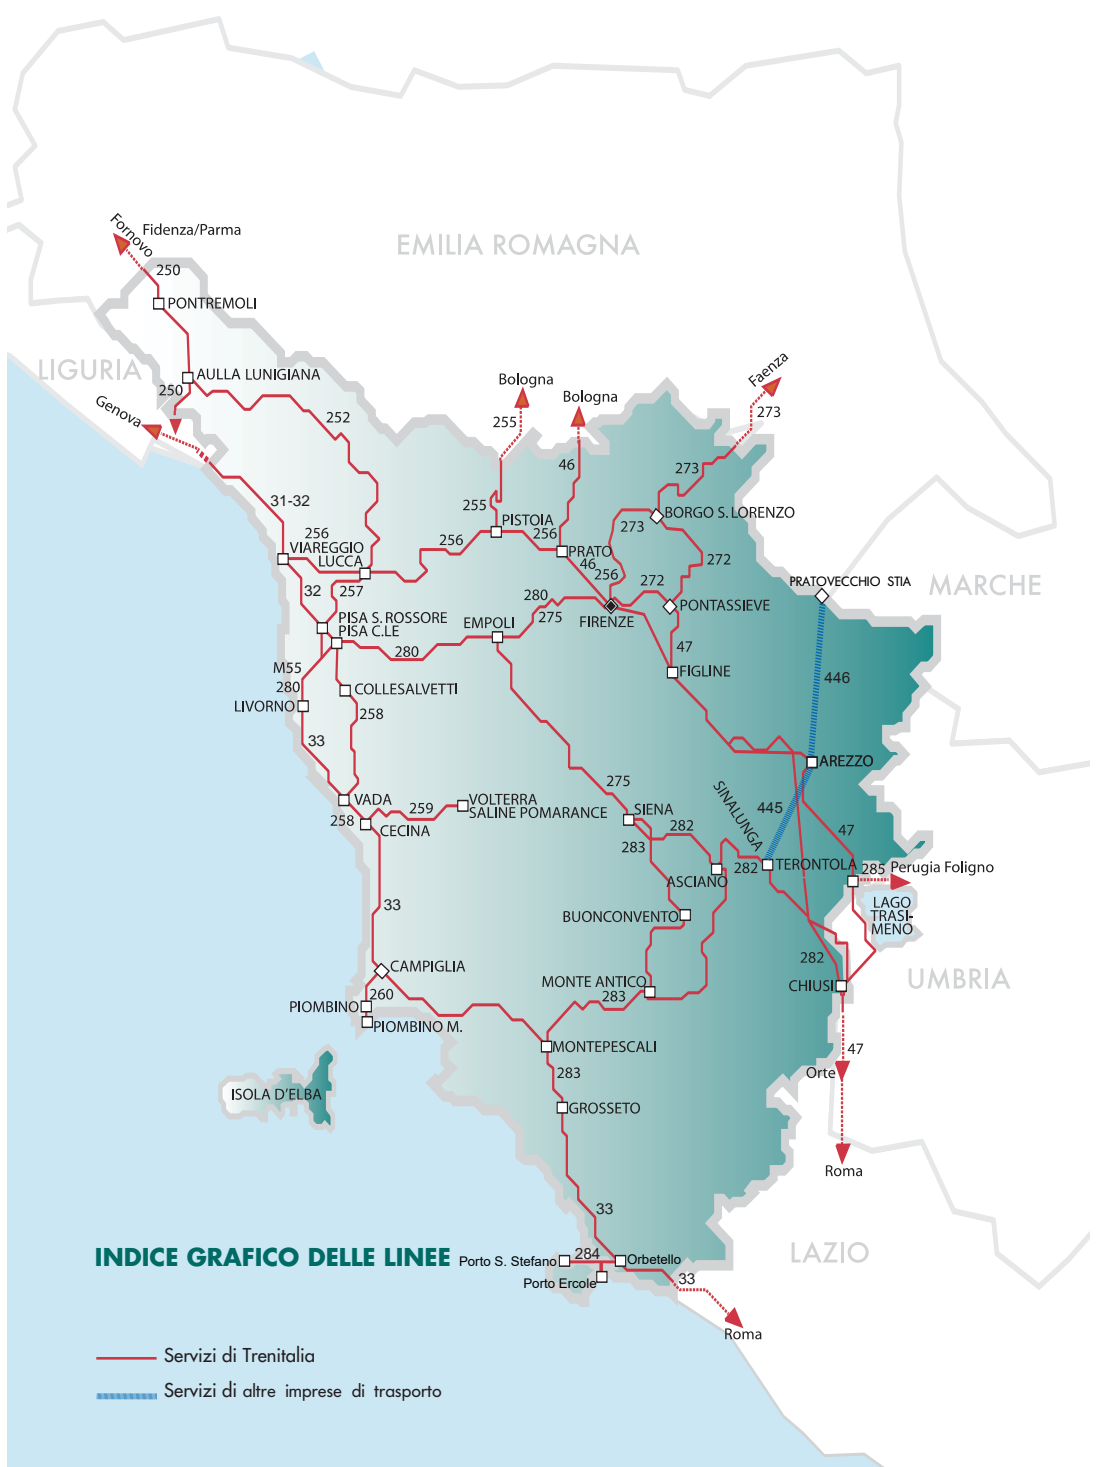 Fornovo
Fidenza/Parma
250
EMILIA ROMAGNA
PONTREMOLI
LIGURIA
AULLA LUNIGIANA
250
Genova
252
Bologna
255
Bologna
Faenza
273
46
273
31-32
255
PISTOIA
273
BORGO S. LORENZO
256
256
256
VIAREGGIO
LUCCA
PRATO
46
256
272
272
PRATOVECCHIO STIA
MARCHE
32
257
280
275
FIRENZE
PONTASSIEVE
PISA S. ROSSORE
PISA C.LE
EMPOLI
280
47
M55
280
FIGLINE
446
COLLESALVETTI
LIVORNO
258
33
AREZZO
275
SINALUNGA
445
VADA
259
VOLTERRA
SALINE POMARANCE
258
CECINA
SIENA
282
283
47
282
TERONTOLA
285
Perugia Foligno
ASCIANO
LAGO
TRASI-
MENO
33
BUONCONVENTO
282
CAMPIGLIA
UMBRIA
MONTE ANTICO
CHIUSI
260
283
PIOMBINO
PIOMBINO M.
MONTEPESCALI
47
283
Orte
ISOLA D'ELBA
GROSSETO
Roma
33
LAZIO
INDICE GRAFICO DELLE LINEE
Porto S. Stefano
284
Orbetello
Porto Ercole
33
Roma
Servizi di Trenitalia
Servizi di altre imprese di trasporto